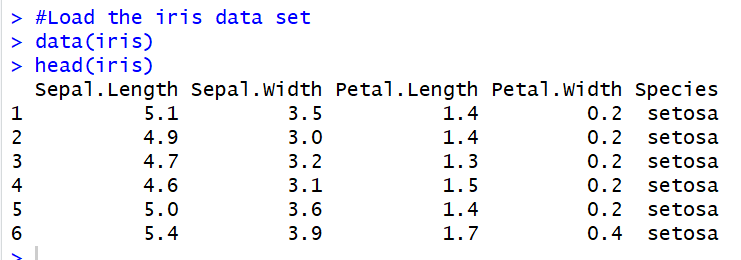 > #Load the iris data set
> data(iris)
> head(iris)
  Sepal.Length Sepal.Width Petal.Length Petal.Width Species
1          5.1         3.5          1.4         0.2  setosa
2          4.9         3.0          1.4         0.2  setosa
3          4.7         3.2          1.3         0.2  setosa
4          4.6         3.1          1.5         0.2  setosa
5          5.0         3.6          1.4         0.2  setosa
6          5.4         3.9          1.7         0.4  setosa
>